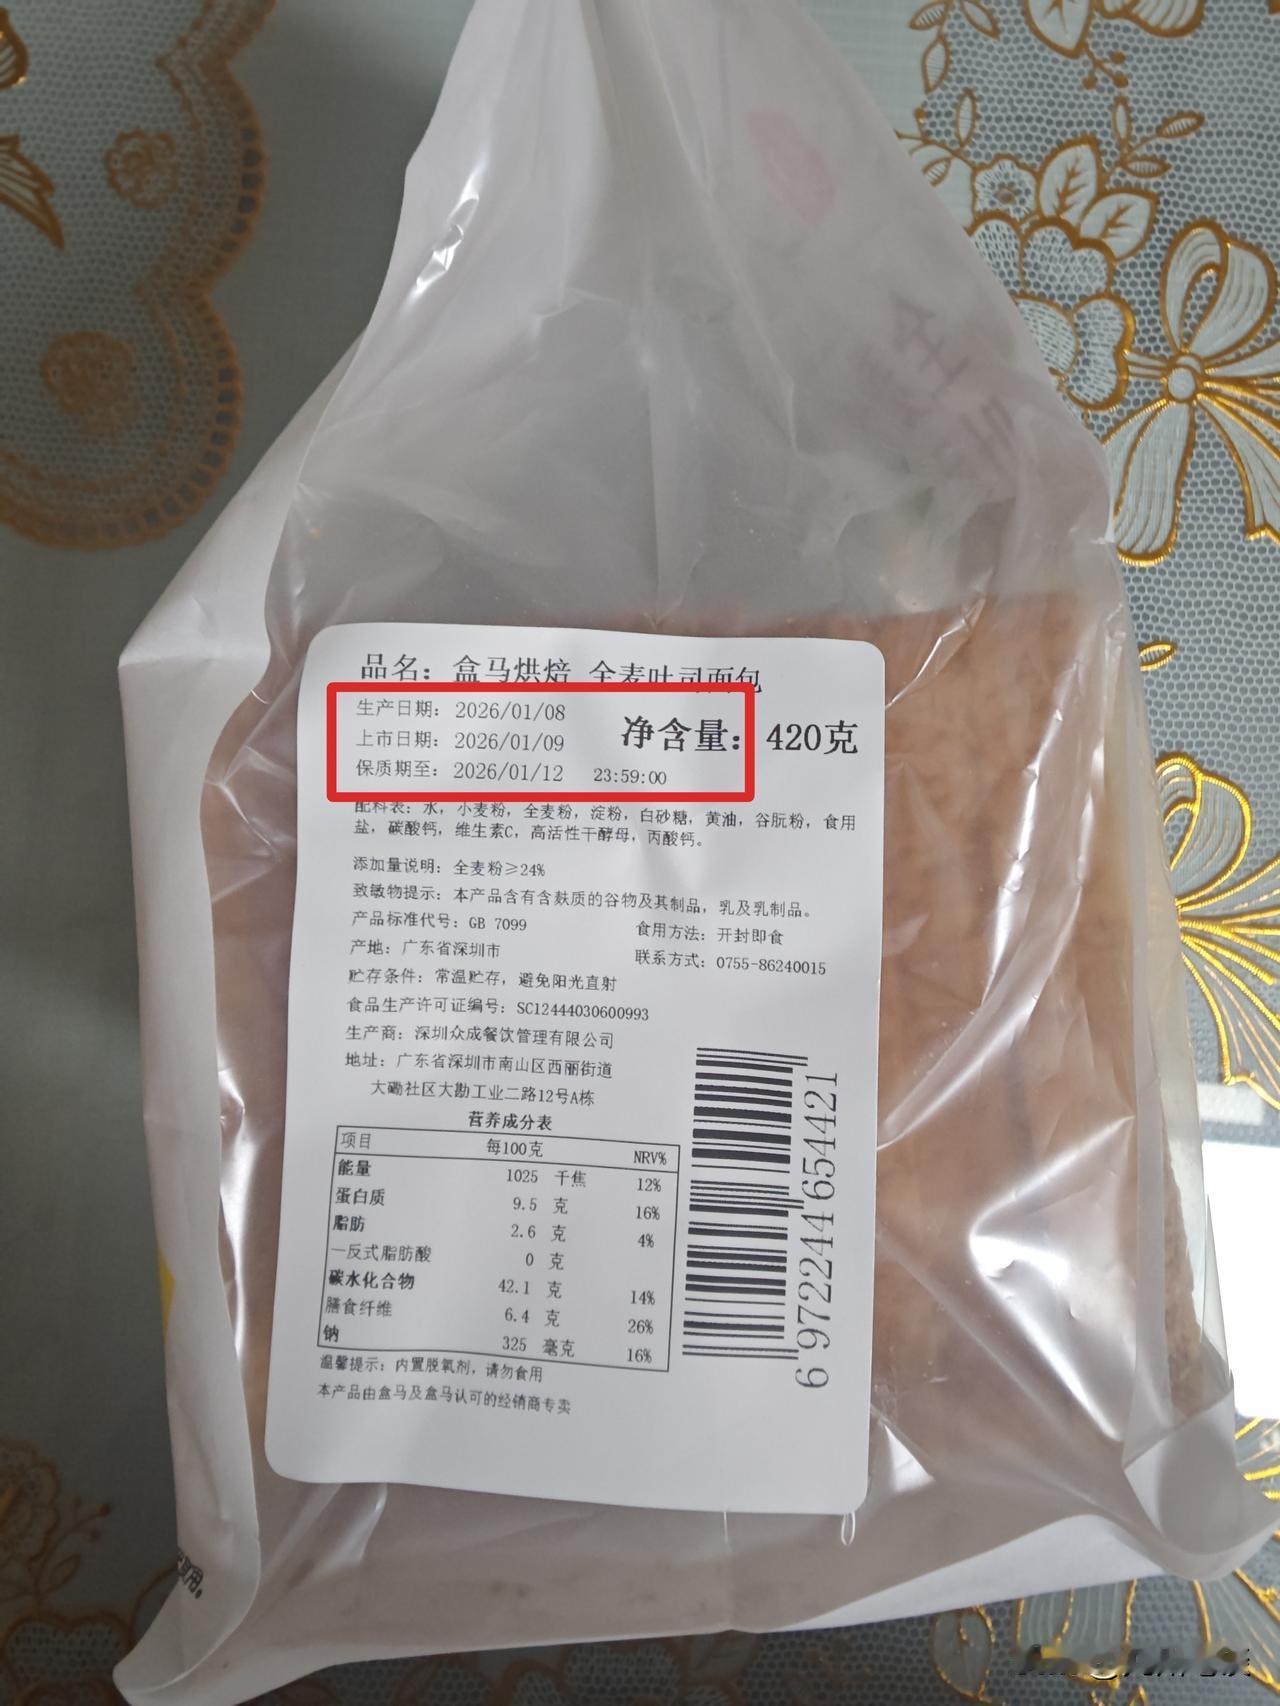 品名：盒马烘焙 全麦吐司面包
生产日期：2026/01/08
上市日期：2026/01/09
净含量：420克
保质期至：2026/01/12 23:59:00
配料表：水，小麦粉，全麦粉，淀粉，白砂糖，黄油，谷朊粉，食用
盐，碳酸钙，维生素C，高活性干酵母，丙酸钙。
添加量说明：全麦粉≥24%
致敏物提示：本产品含有含麸质的谷物及其制品，乳及乳制品。
产品标准代号：GB 7099
食用方法：开封即食
产地：广东省深圳市
联系方式：0755-86240015
贮存条件：常温贮存，避免阳光直射
食品生产许可证编号：SC12444030600993
生产商：深圳众成餐饮管理有限公司
地址：广东省深圳市南山区西丽街道
大磡社区大勘工业二路12号A栋
营养成分表
项目 每100克 NRV%
能量 1025 千焦 12%
蛋白质 9.5 克 16%
脂肪 2.6 克 4%
—反式脂肪酸 0 克
碳水化合物 42.1 克 14%
膳食纤维 6.4 克 26%
钠 325 毫克 16%
温馨提示：内置脱氧剂，请勿食用
本产品由盒马及盒马认可的经销商专卖
6 972244 654421
食用。